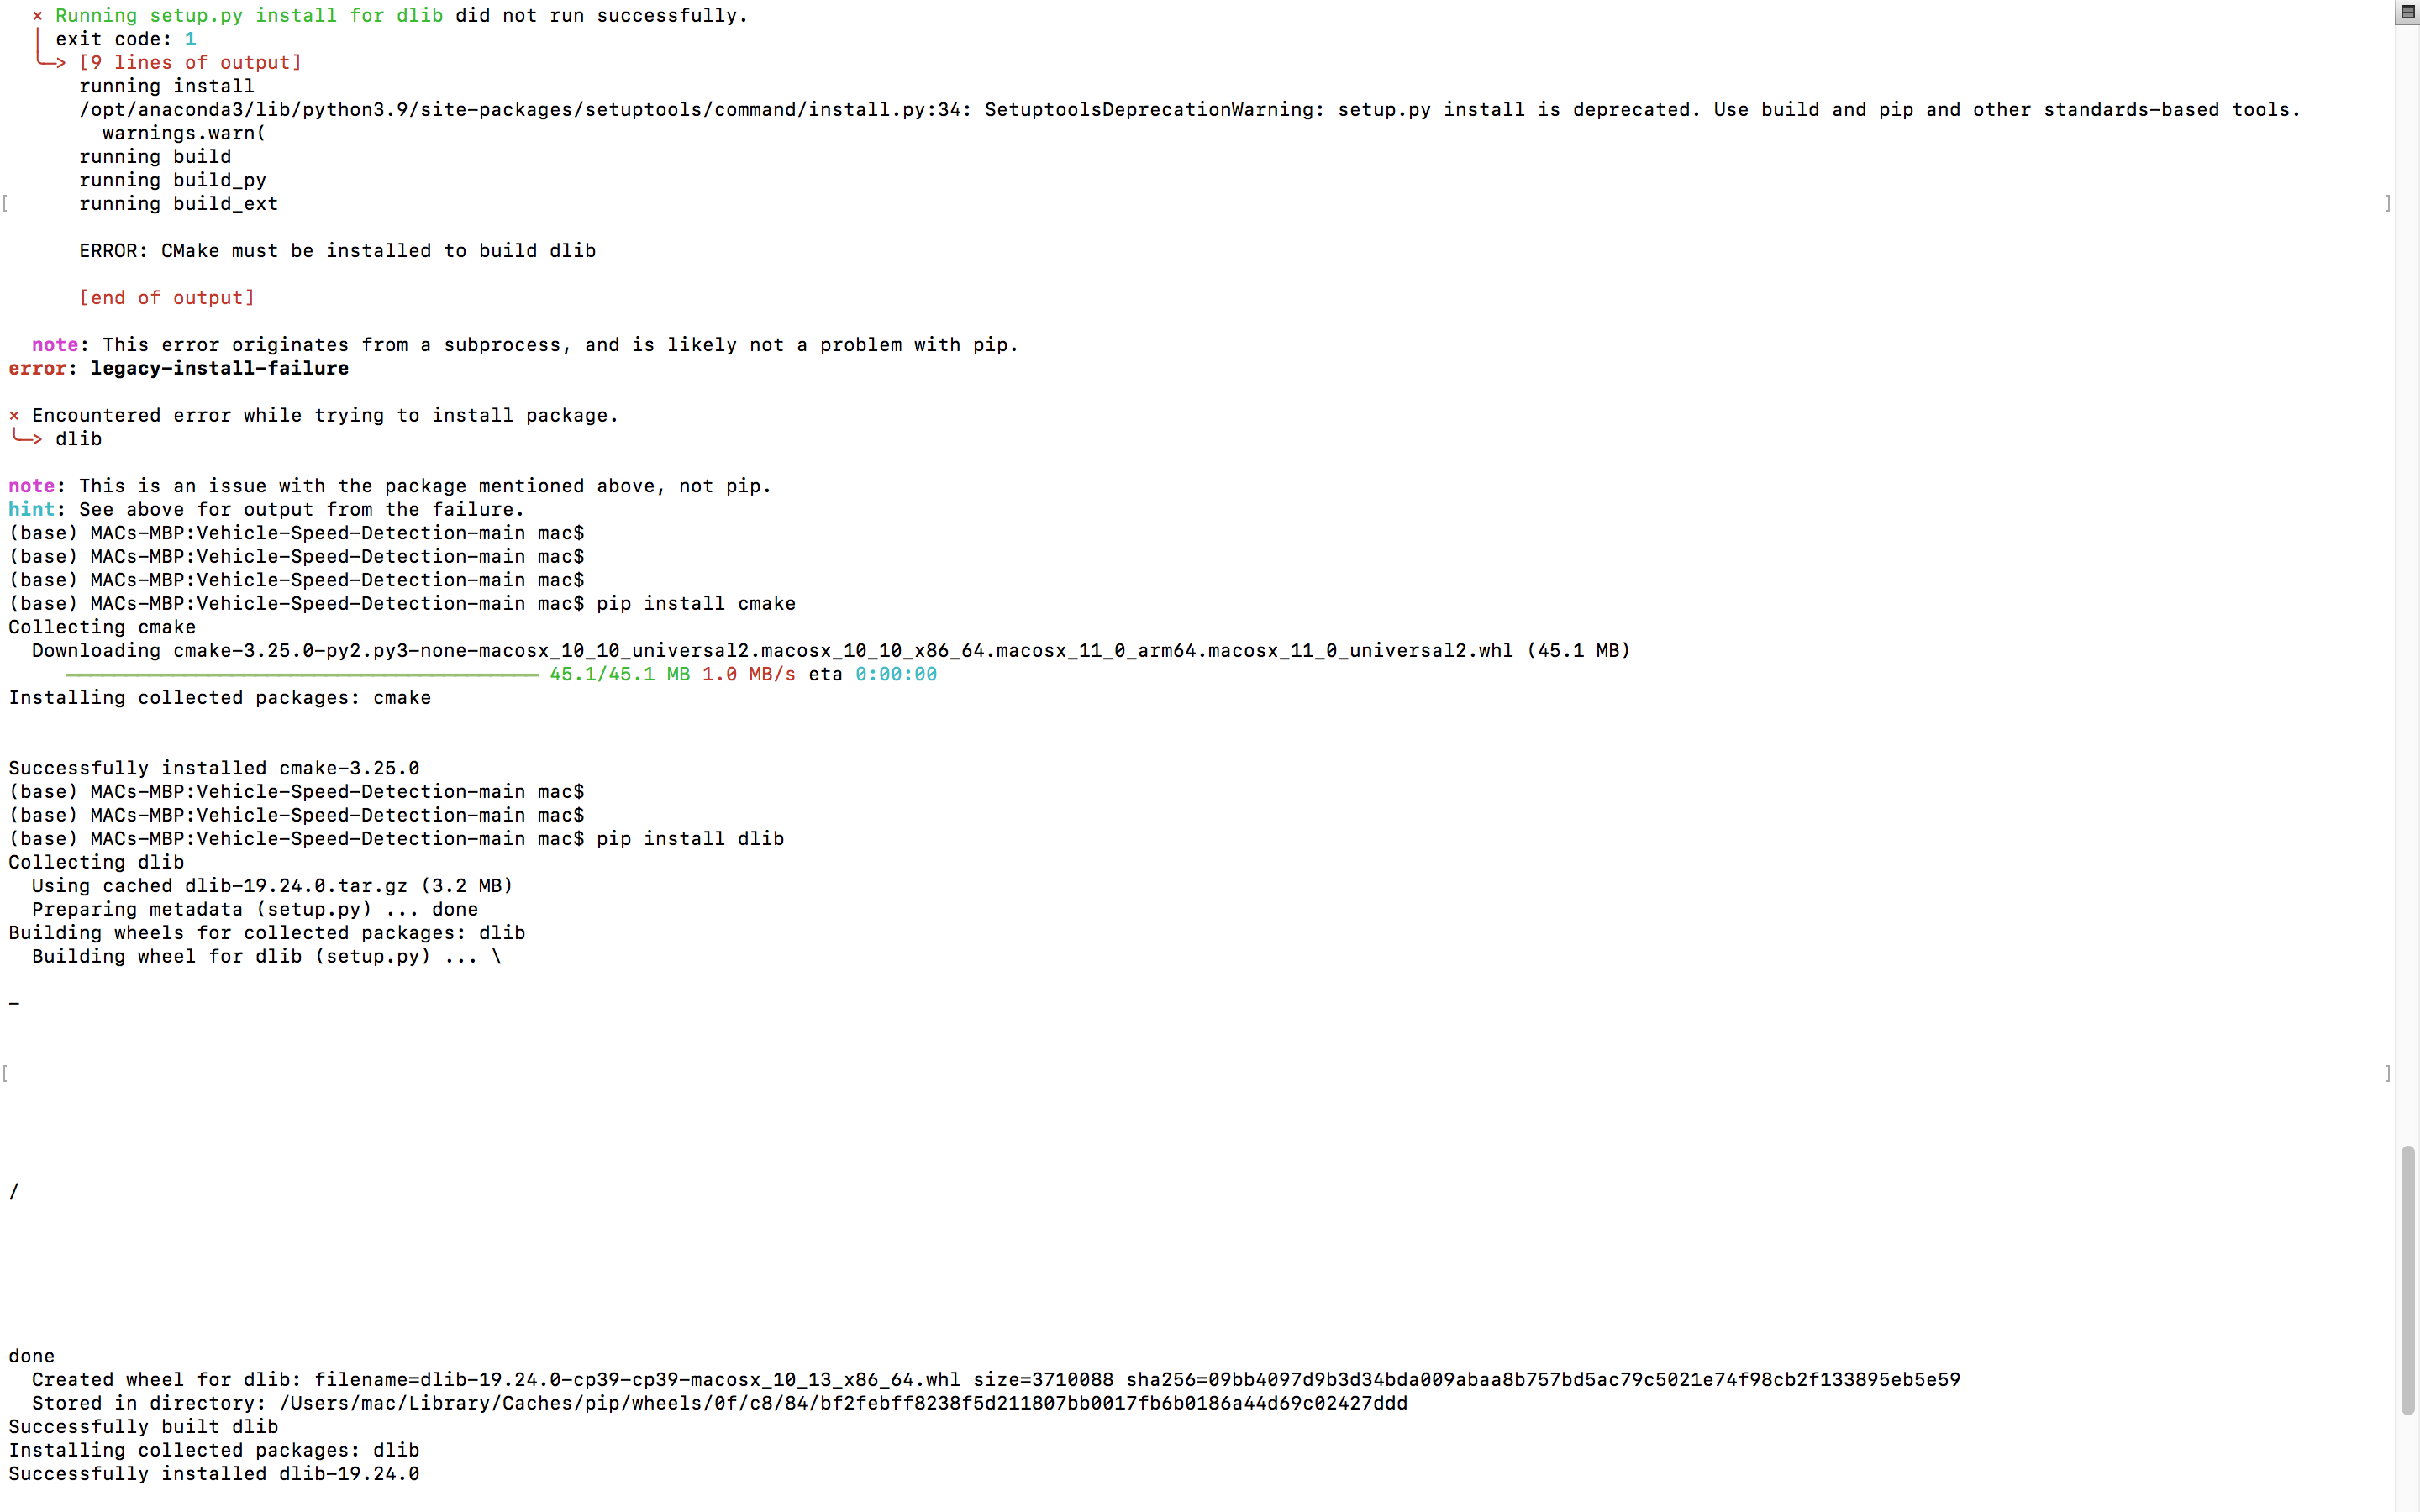 × Running setup.py install for dlib did not run successfully.
│ exit code: 1
╰─> [9 lines of output]
running install
/opt/anaconda3/lib/python3.9/site-packages/setuptools/command/install.py:34: SetuptoolsDeprecationWarning: setup.py install is deprecated. Use build and pip and other standards-based tools.
warnings.warn(
running build
running build_py
[ running build_ext ]
ERROR: CMake must be installed to build dlib
[end of output]
note: This error originates from a subprocess, and is likely not a problem with pip.
error: legacy-install-failure
× Encountered error while trying to install package.
╰─> dlib
note: This is an issue with the package mentioned above, not pip.
hint: See above for output from the failure.
(base) MACs-MBP:Vehicle-Speed-Detection-main mac$
(base) MACs-MBP:Vehicle-Speed-Detection-main mac$
(base) MACs-MBP:Vehicle-Speed-Detection-main mac$
(base) MACs-MBP:Vehicle-Speed-Detection-main mac$ pip install cmake
Collecting cmake
Downloading cmake-3.25.0-py2.py3-none-macosx_10_10_universal2.macosx_10_10_x86_64.macosx_11_0_arm64.macosx_11_0_universal2.whl (45.1 MB)
━━━━━━━━━━━━━━━━━━━━━━━━━━━━━━━━━━━━━━━━ 45.1/45.1 MB 1.0 MB/s eta 0:00:00
Installing collected packages: cmake
Successfully installed cmake-3.25.0
(base) MACs-MBP:Vehicle-Speed-Detection-main mac$
(base) MACs-MBP:Vehicle-Speed-Detection-main mac$
(base) MACs-MBP:Vehicle-Speed-Detection-main mac$ pip install dlib
Collecting dlib
Using cached dlib-19.24.0.tar.gz (3.2 MB)
Preparing metadata (setup.py) ... done
Building wheels for collected packages: dlib
Building wheel for dlib (setup.py) ... \
-
[ ]
/
done
Created wheel for dlib: filename=dlib-19.24.0-cp39-cp39-macosx_10_13_x86_64.whl size=3710088 sha256=09bb4097d9b3d34bda009abaa8b757bd5ac79c5021e74f98cb2f133895eb5e59
Stored in directory: /Users/mac/Library/Caches/pip/wheels/0f/c8/84/bf2febff8238f5d211807bb0017fb6b0186a44d69c02427ddd
Successfully built dlib
Installing collected packages: dlib
Successfully installed dlib-19.24.0